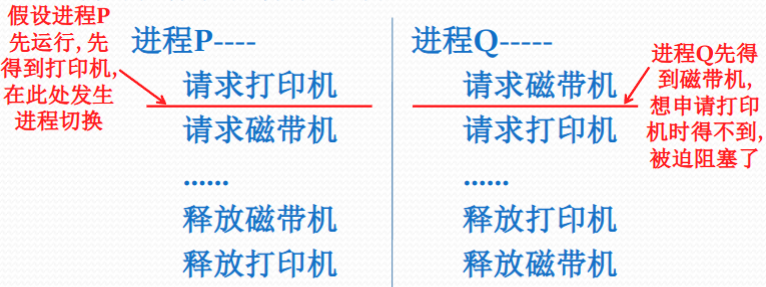 假设进程P
先运行, 先
得到打印机,
在此处发生
进程切换
进程P----
请求打印机
请求磁带机
……
释放磁带机
释放打印机
进程Q-----
请求磁带机
请求打印机
……
释放打印机
释放磁带机
进程Q先得
到磁带机,
想申请打印
机时得不到,
被迫阻塞了